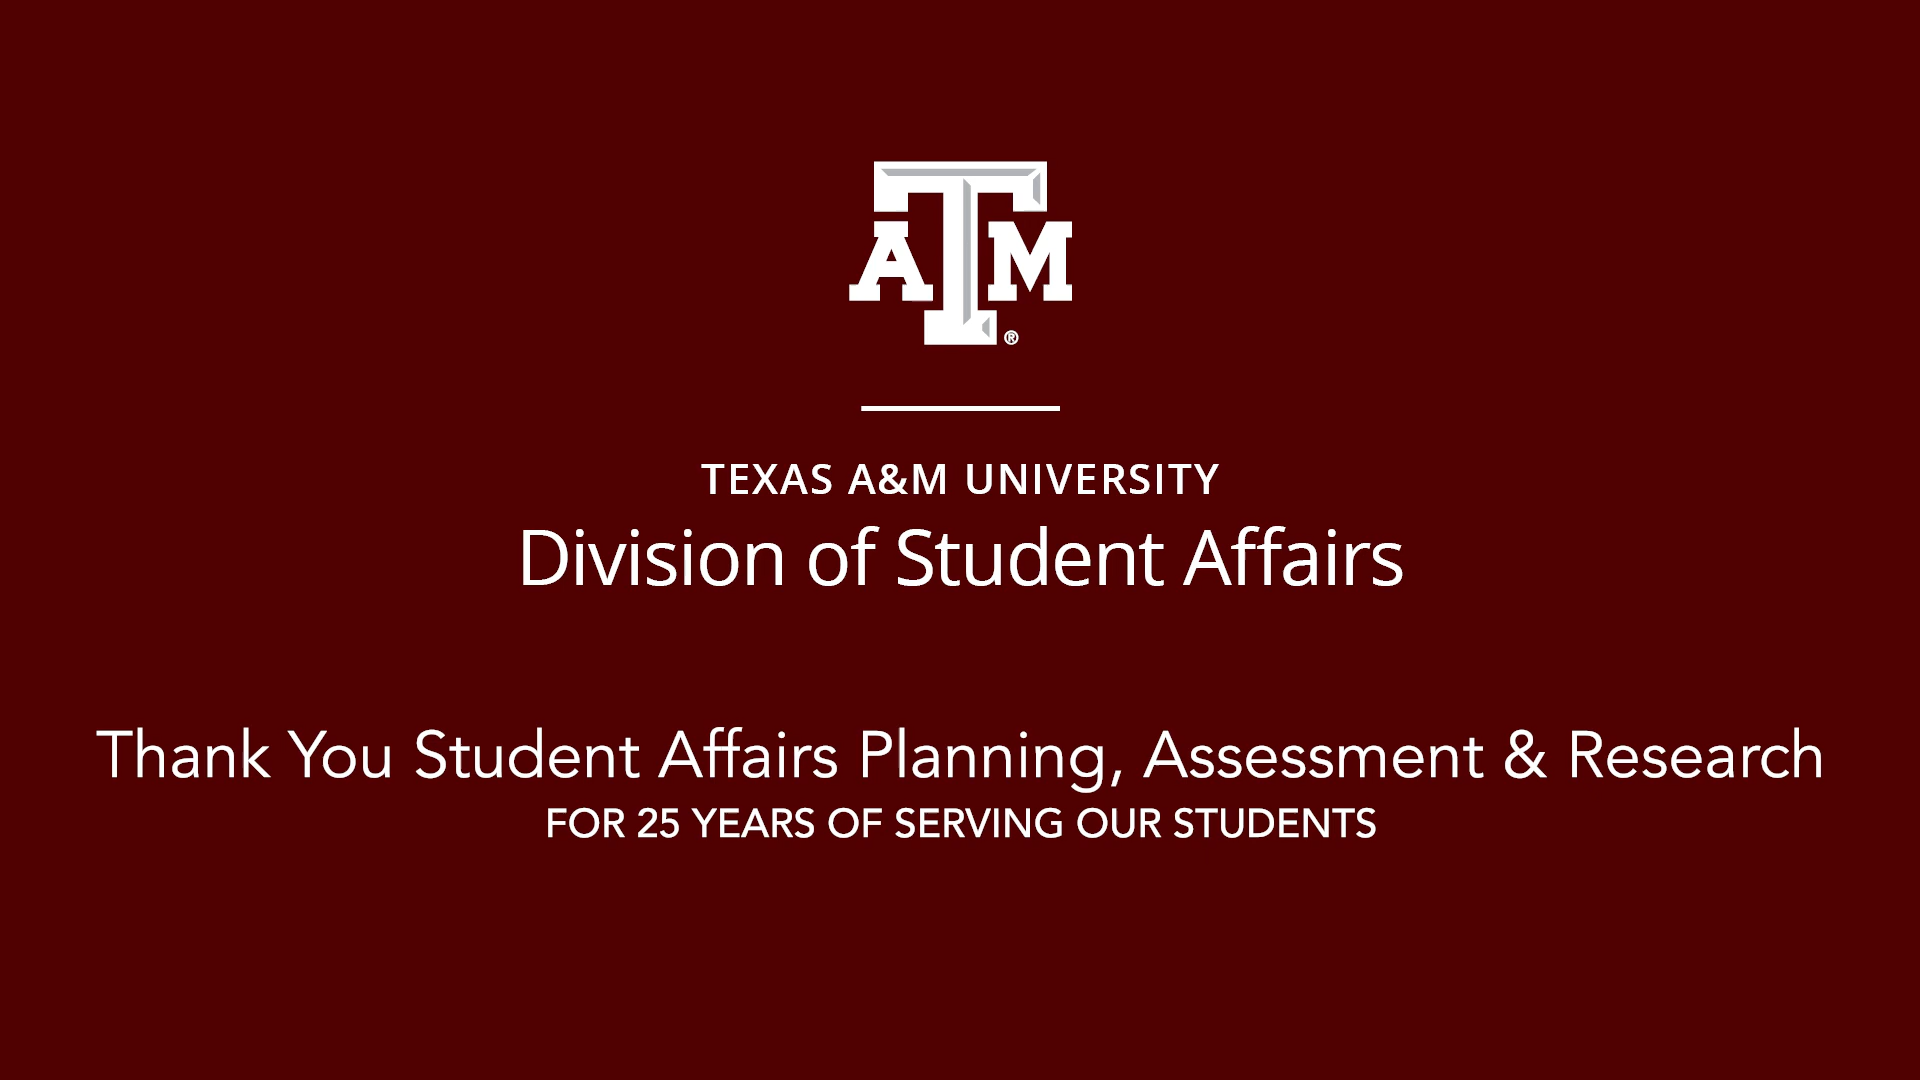 ATM®
TEXAS A&M UNIVERSITY
Division of Student Affairs
Thank You Student Affairs Planning, Assessment & Research
FOR 25 YEARS OF SERVING OUR STUDENTS